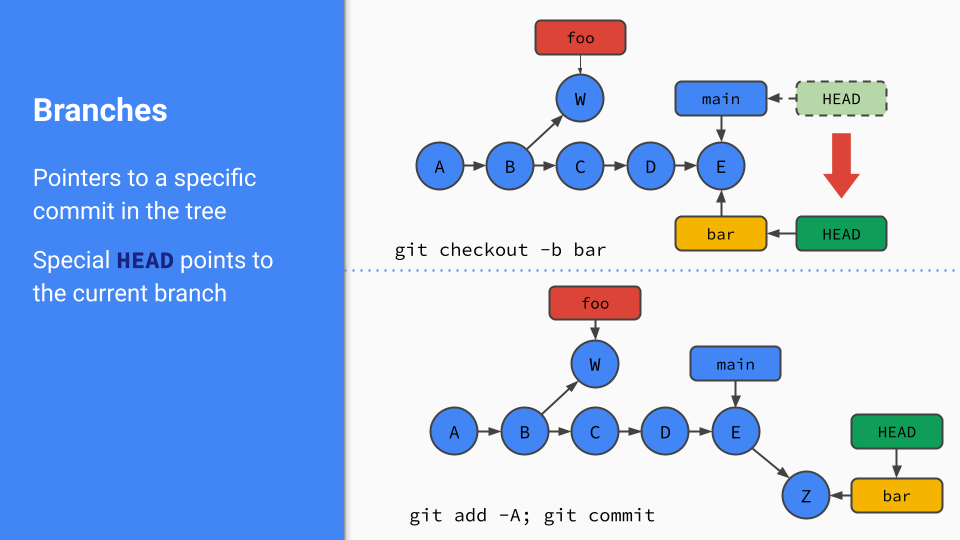 Branches
Pointers to a specific
commit in the tree
Special HEAD points to
the current branch
foo
W
main
HEAD
A
B
C
D
E
bar
HEAD
git checkout -b bar
foo
W
main
A
B
C
D
E
HEAD
Z
bar
git add -A; git commit